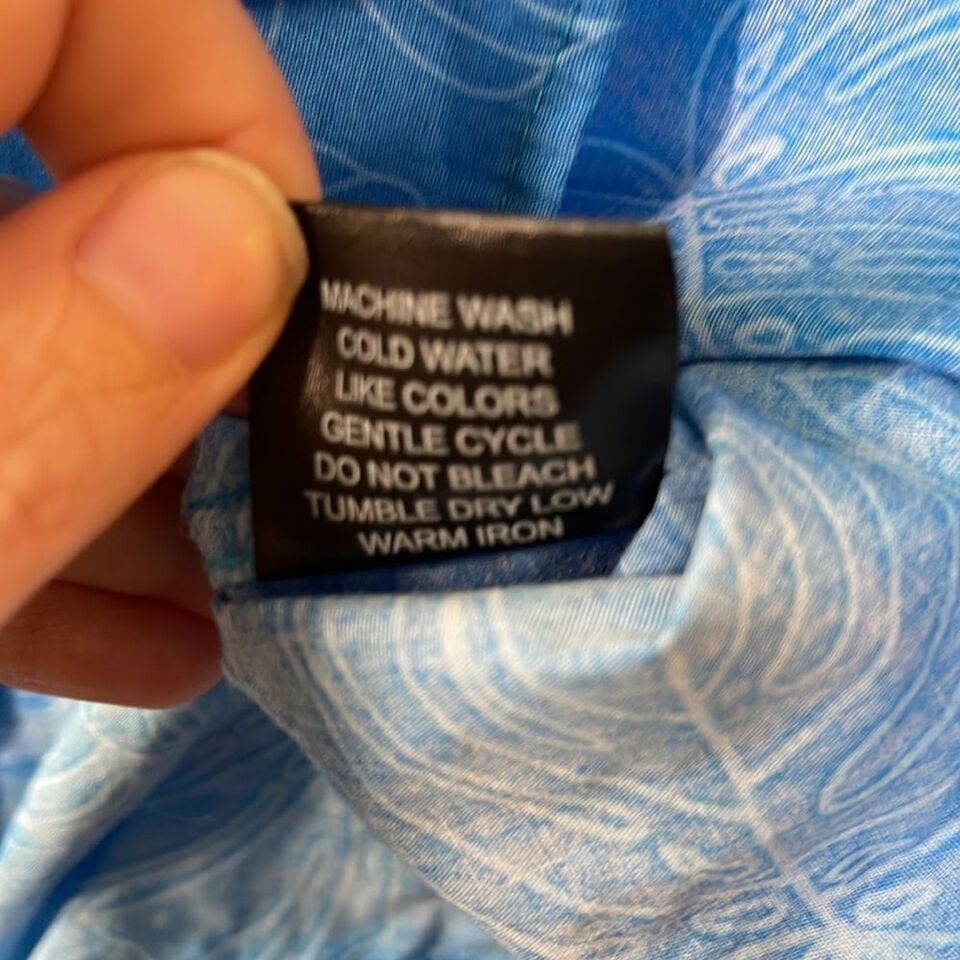 MACHINE WASH
COLD WATER
LIKE COLORS
GENTLE CYCLE
DO NOT BLEACH
TUMBLE DRY LOW
WARM IRON